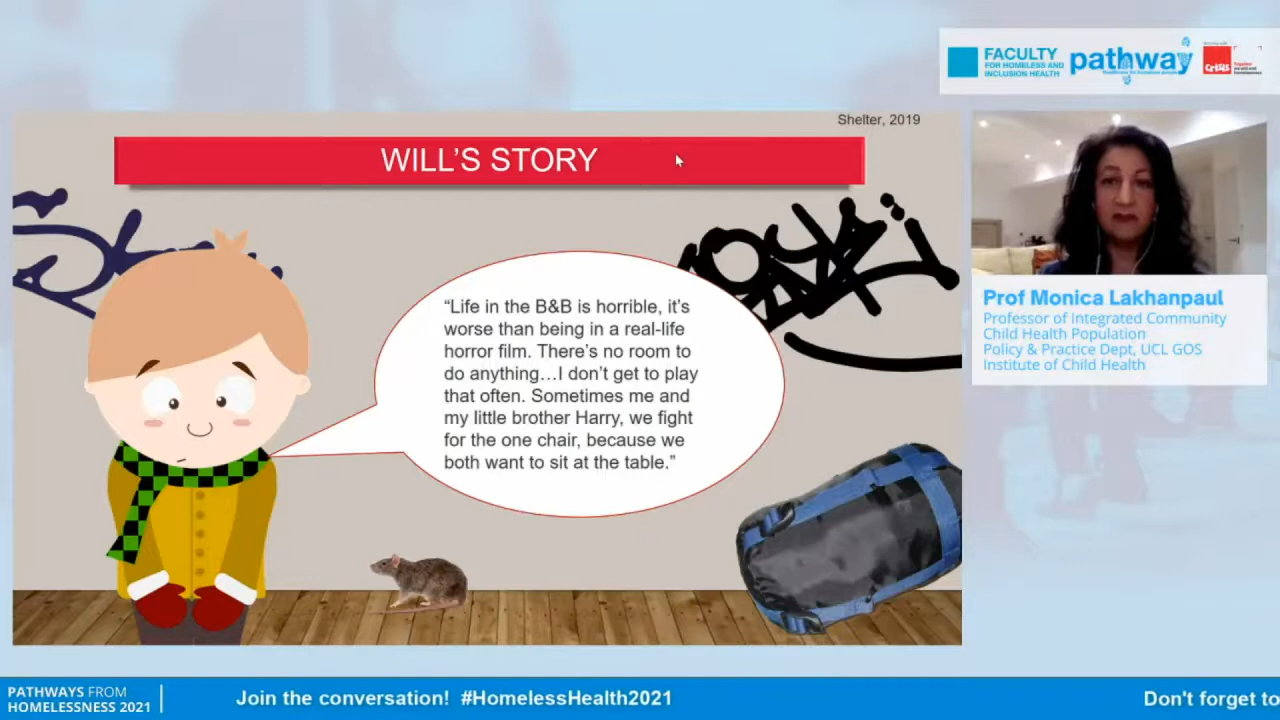 FACULTY
FOR HOMELESS AND
INCLUSION HEALTH
pathway
CRISIS
Shelter, 2019
WILL'S STORY
“Life in the B&B is horrible, it’s
worse than being in a real-life
horror film. There’s no room to
do anything…I don’t get to play
that often. Sometimes me and
my little brother Harry, we fight
for the one chair, because we
both want to sit at the table.”
Prof Monica Lakhanpaul
Professor of Integrated Community
Child Health Population
Policy & Practice Dept, UCL GOS
Institute of Child Health
PATHWAYS FROM
HOMELESSNESS 2021
Join the conversation! #HomelessHealth2021
Don't forget to